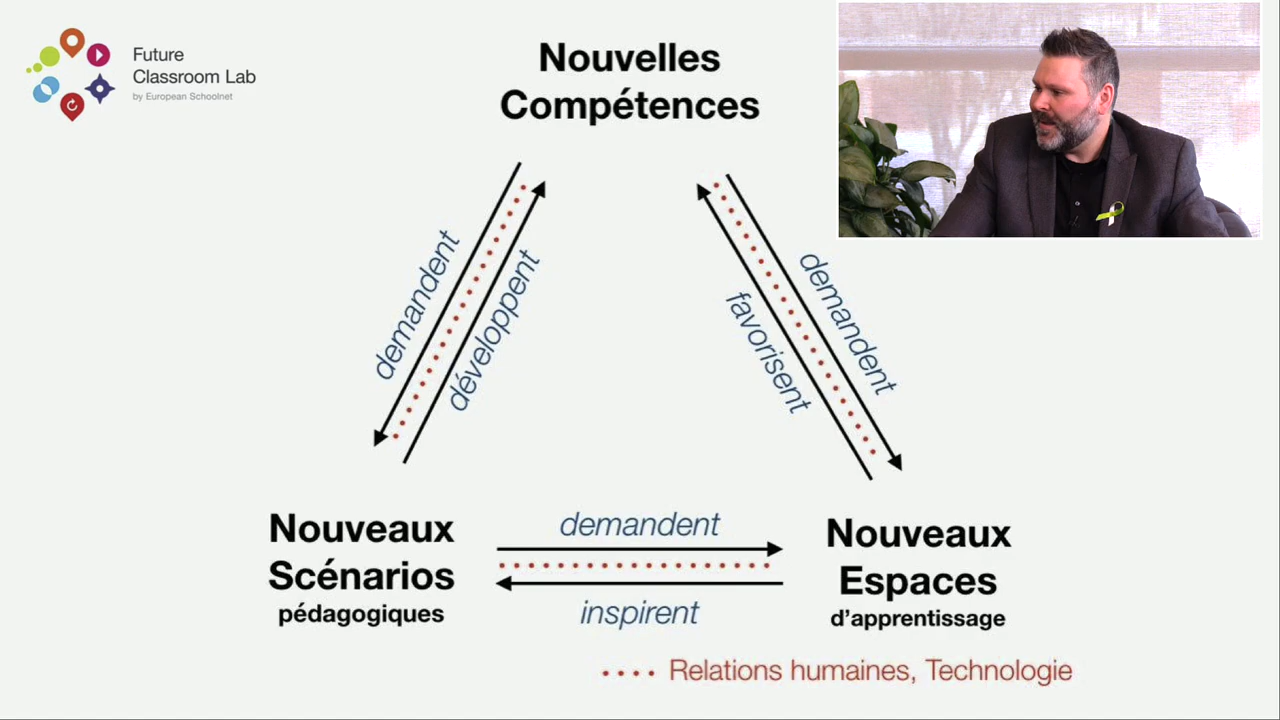 Future
Classroom Lab
by European Schoolnet
Nouvelles
Compétences
demandent
développent
demandent
favorisent
Nouveaux
Scénarios
pédagogiques
demandent
inspirent
Nouveaux
Espaces
d'apprentissage
Relations humaines, Technologie